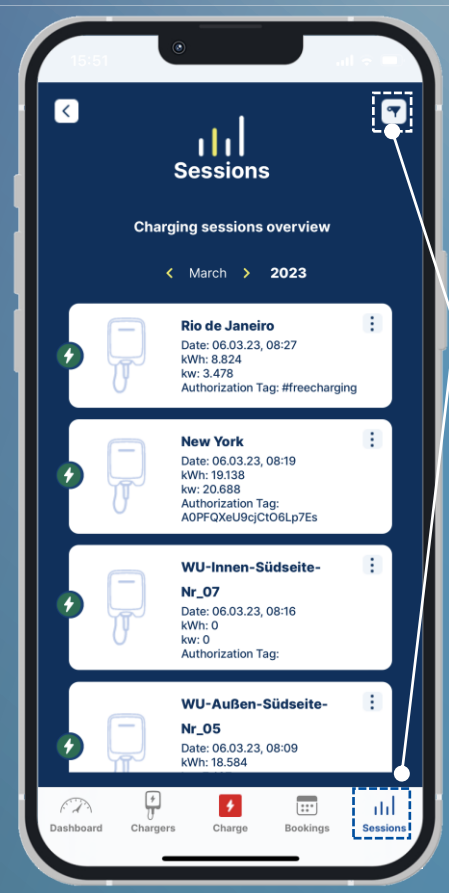 15:51
Sessions
Charging sessions overview
< March > 2023
Rio de Janeiro
Date: 06.03.23, 08:27
kWh: 8.824
kw: 3.478
Authorization Tag: #freecharging
New York
Date: 06.03.23, 08:19
kWh: 19.138
kw: 20.688
Authorization Tag:
A0PFQXeU9cjCtO6Lp7Es
WU-Innen-Südseite-
Nr_07
Date: 06.03.23, 08:16
kWh: 0
kw: 0
Authorization Tag:
WU-Außen-Südseite-
Nr_05
Date: 06.03.23, 08:09
kWh: 18.584
Dashboard Chargers Charge Bookings Sessions